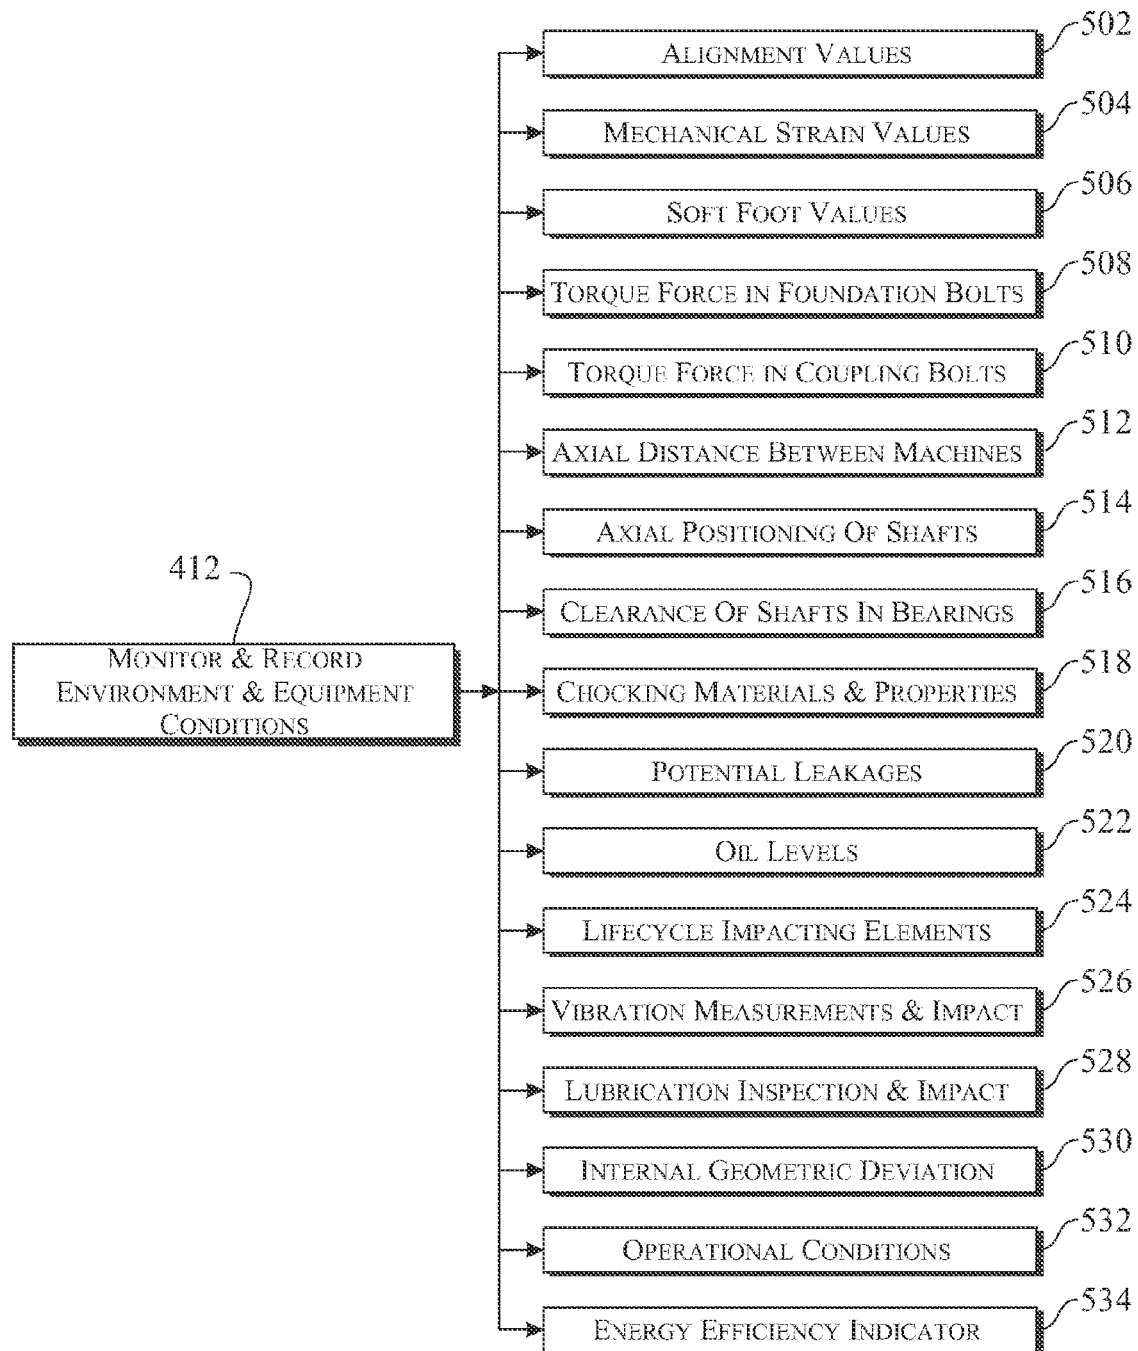 502
ALIGNMENT VALUES
504
MECHANICAL STRAIN VALUES
506
SOFT FOOT VALUES
508
TORQUE FORCE IN FOUNDATION BOLTS
510
TORQUE FORCE IN COUPLING BOLTS
512
AXIAL DISTANCE BETWEEN MACHINES
514
AXIAL POSITIONING OF SHAFTS
412
516
CLEARANCE OF SHAFTS IN BEARINGS
MONITOR & RECORD
ENVIRONMENT & EQUIPMENT
CONDITIONS
518
CHOCKING MATERIALS & PROPERTIES
520
POTENTIAL LEAKAGES
522
OIL LEVELS
524
LIFECYCLE IMPACTING ELEMENTS
526
VIBRATION MEASUREMENTS & IMPACT
528
LUBRICATION INSPECTION & IMPACT
530
INTERNAL GEOMETRIC DEVIATION
532
OPERATIONAL CONDITIONS
534
ENERGY EFFICIENCY INDICATOR